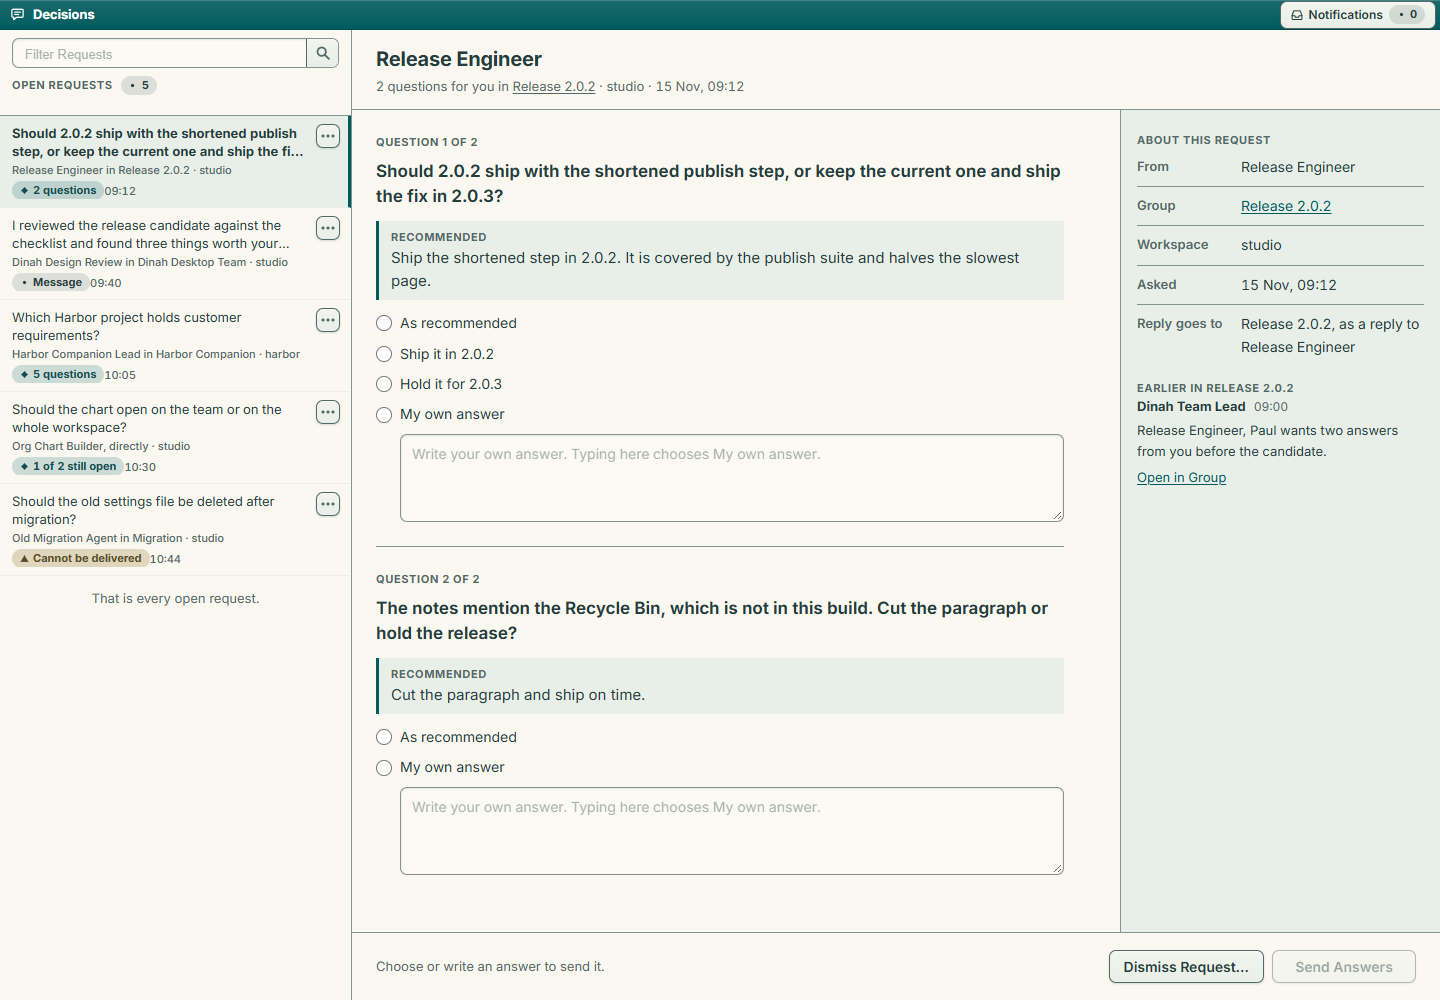 Decisions
Notifications • 0
Filter Requests
OPEN REQUESTS • 5
Should 2.0.2 ship with the shortened publish
step, or keep the current one and ship the fi...
Release Engineer in Release 2.0.2 · studio
2 questions 09:12
I reviewed the release candidate against the
checklist and found three things worth your...
Dinah Design Review in Dinah Desktop Team · studio
• Message 09:40
Which Harbor project holds customer
requirements?
Harbor Companion Lead in Harbor Companion · harbor
5 questions 10:05
Should the chart open on the team or on the
whole workspace?
Org Chart Builder, directly · studio
1 of 2 still open 10:30
Should the old settings file be deleted after
migration?
Old Migration Agent in Migration · studio
Cannot be delivered 10:44
That is every open request.
Release Engineer
2 questions for you in Release 2.0.2 · studio · 15 Nov, 09:12
QUESTION 1 OF 2
Should 2.0.2 ship with the shortened publish step, or keep the current one and ship
the fix in 2.0.3?
RECOMMENDED
Ship the shortened step in 2.0.2. It is covered by the publish suite and halves the slowest
page.
As recommended
Ship it in 2.0.2
Hold it for 2.0.3
My own answer
Write your own answer. Typing here chooses My own answer.
QUESTION 2 OF 2
The notes mention the Recycle Bin, which is not in this build. Cut the paragraph or
hold the release?
RECOMMENDED
Cut the paragraph and ship on time.
As recommended
My own answer
Write your own answer. Typing here chooses My own answer.
Choose or write an answer to send it.
Dismiss Request...
Send Answers
ABOUT THIS REQUEST
From Release Engineer
Group Release 2.0.2
Workspace studio
Asked 15 Nov, 09:12
Reply goes to Release 2.0.2, as a reply to
Release Engineer
EARLIER IN RELEASE 2.0.2
Dinah Team Lead 09:00
Release Engineer, Paul wants two answers
from you before the candidate.
Open in Group